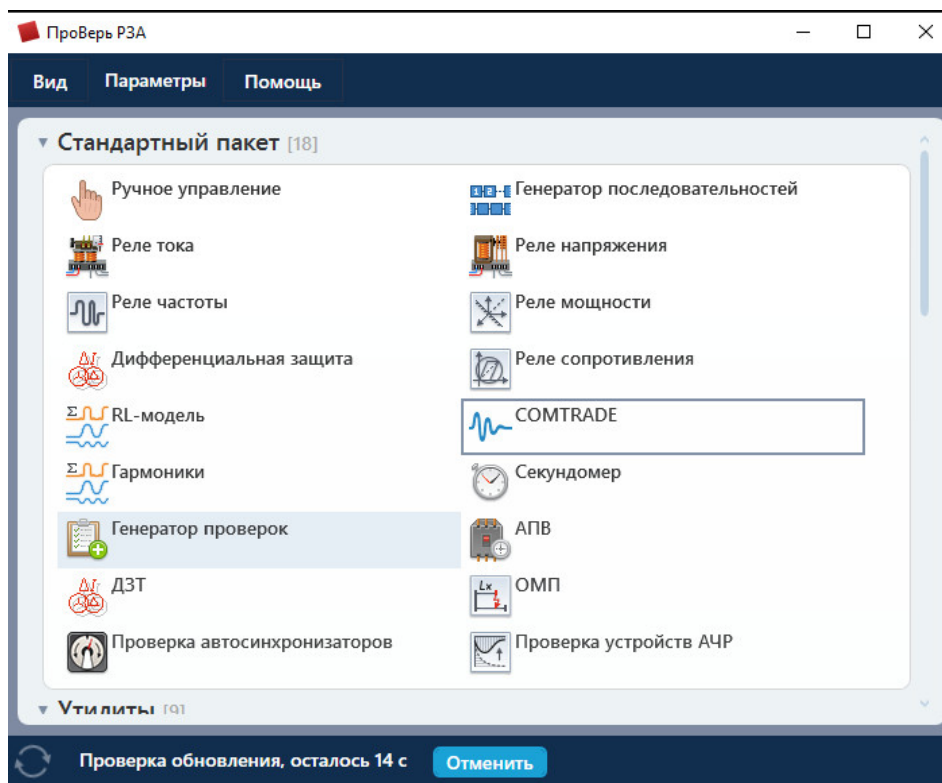 ПроВерь РЗА
Вид Параметры Помощь
Стандартный пакет [18]
Ручное управление
Генератор последовательностей
Реле тока
Реле напряжения
Реле частоты
Реле мощности
Дифференциальная защита
Реле сопротивления
RL-модель
COMTRADE
Гармоники
Секундомер
Генератор проверок
АПВ
ДЗТ
ОМП
Проверка автосинхронизаторов
Проверка устройств АЧР
Утилиты [9]
Проверка обновления, осталось 14 с
Отменить